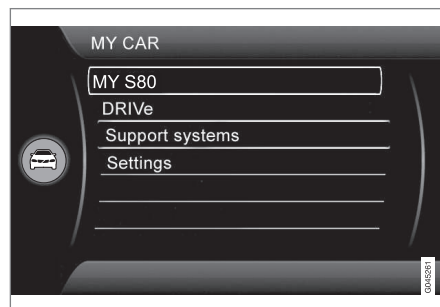 MY CAR
MY S80
DRIVe
Support systems
Settings
G045261